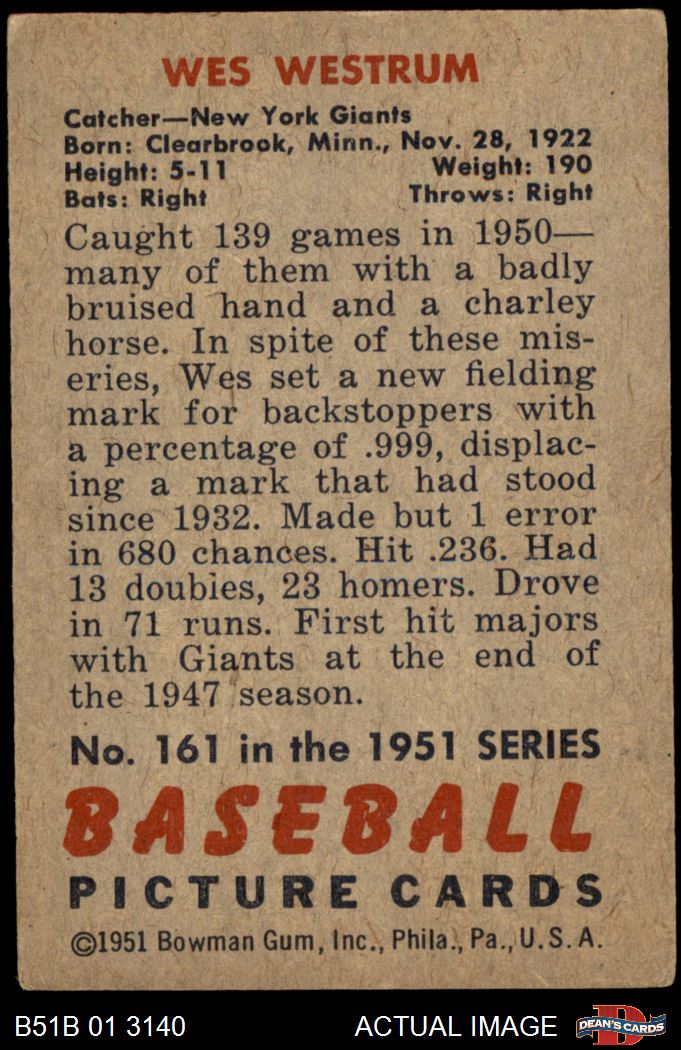 WES WESTRUM
Catcher—New York Giants
Born: Clearbrook, Minn., Nov. 28, 1922
Height: 5-11 Weight: 190
Bats: Right Throws: Right
Caught 139 games in 1950—
many of them with a badly
bruised hand and a charley
horse. In spite of these mis-
eries, Wes set a new fielding
mark for backstoppers with
a percentage of .999, displac-
ing a mark that had stood
since 1932. Made but 1 error
in 680 chances. Hit .236. Had
13 doubles, 23 homers. Drove
in 71 runs. First hit majors
with Giants at the end of
the 1947 season.
No. 161 in the 1951 SERIES
BASEBALL
PICTURE CARDS
©1951 Bowman Gum, Inc., Phila., Pa., U.S.A.
B51B 01 3140 ACTUAL IMAGE D DEAN'S CARDS